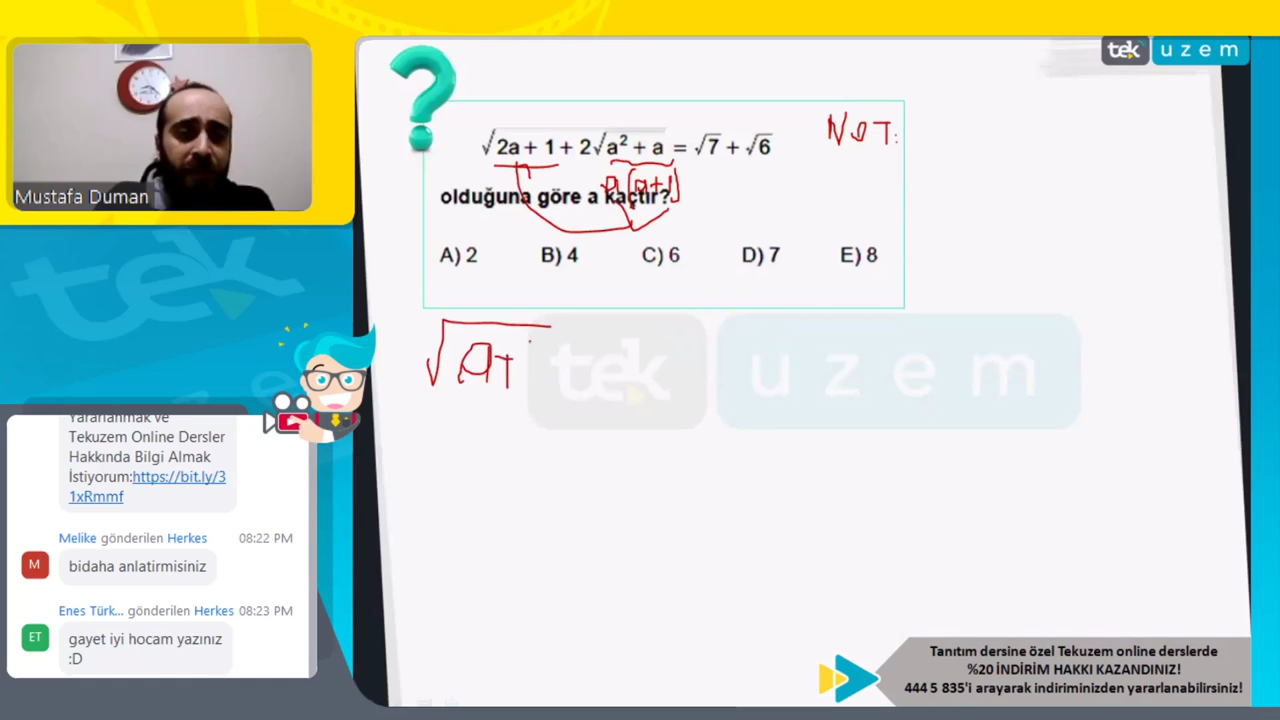 tek uzem
Mustafa Duman
√2a + 1 + 2√a² + a = √7 + √6
NOT:
a(a+1)
olduğuna göre a kaçtır?
A) 2 B) 4 C) 6 D) 7 E) 8
√a+
tek uzem
Yararlanmak ve
Tekuzem Online Dersler
Hakkında Bilgi Almak
İstiyorum:https://bit.ly/3
1xRmmf
Melike gönderilen Herkes 08:22 PM
M
bidaha anlatirmisiniz
Enes Türk... gönderilen Herkes 08:23 PM
ET
gayet iyi hocam yazınız
:D
Tanıtım dersine özel Tekuzem online derslerde
%20 İNDİRİM HAKKI KAZANDINIZ!
444 5 835'i arayarak indiriminizden yararlanabilirsiniz!